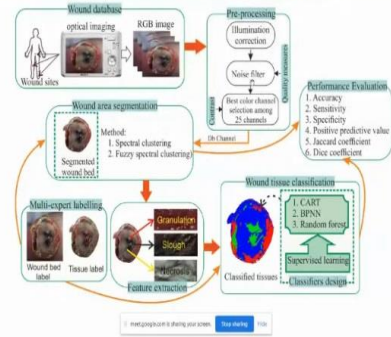 Wound database
optical imaging
RGB image
Wound sites
Pre-processing
Illumination
correction
Noise filter
Best color channel
selection among
25 channels
Contrast
Quality measures
Db Channel
Performance Evaluation
1. Accuracy
2. Sensitivity
3. Specificity
4. Positive predictive value
5. Jaccard coefficient
6. Dice coefficient
Wound area segmentation
Method:
1. Spectral clustering
2. Fuzzy spectral clustering)
Segmented
wound bed
Multi-expert labelling
Wound bed
label
Tissue label
Granulation
Slough
Necrosis
Feature extraction
Wound tissue classification
Classified tissues
1. CART
2. BPNN
3. Random forest
Supervised learning
Classifiers design
meet.google.com is sharing your screen.
Stop sharing
Hide